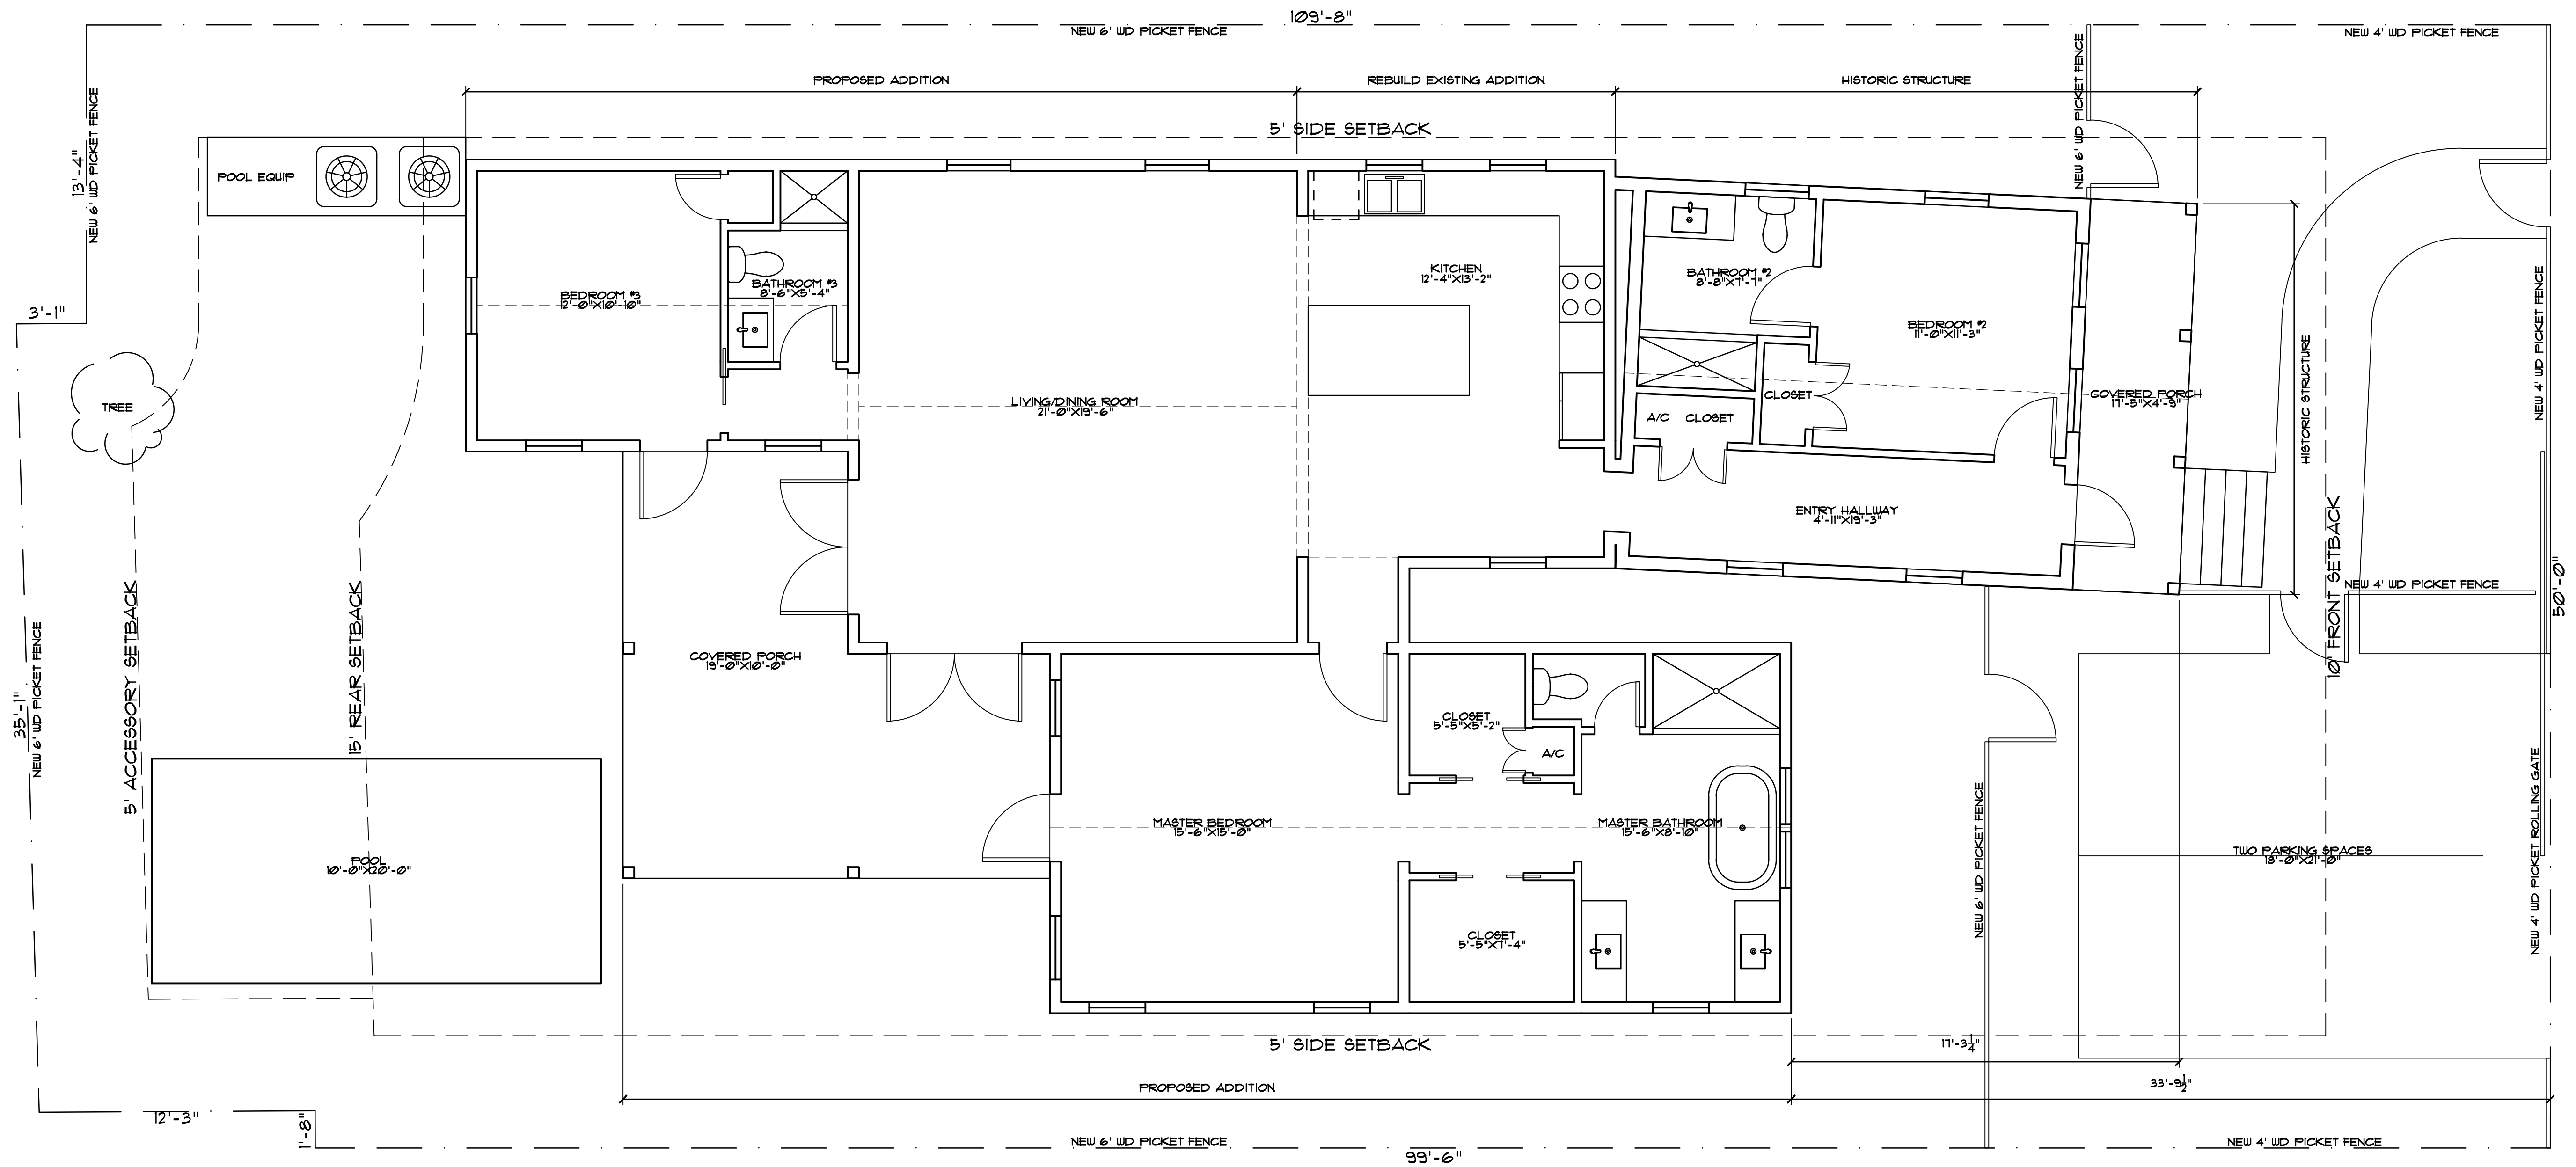 109'-8"
NEW 6' WD PICKET FENCE
NEW 4' WD PICKET FENCE
PROPOSED ADDITION
REBUILD EXISTING ADDITION
HISTORIC STRUCTURE
NEW 6' WD PICKET FENCE
13'-4"
NEW 6' WD PICKET FENCE
5' SIDE SETBACK
POOL EQUIP
3'-1"
BEDROOM #3
12'-0"X10'-10"
BATHROOM #3
8'-6"X5'-4"
KITCHEN
12'-4"X13'-2"
BATHROOM #2
8'-8"X7'-7"
BEDROOM #2
11'-0"X11'-3"
NEW 4' WD PICKET FENCE
HISTORIC STRUCTURE
TREE
LIVING/DINING ROOM
21'-0"X19'-6"
CLOSET
A/C CLOSET
COVERED PORCH
17'-5"X4'-9"
ENTRY HALLWAY
4'-11"X19'-3"
10' FRONT SETBACK
NEW 4' WD PICKET FENCE
50'-0"
5' ACCESSORY SETBACK
15' REAR SETBACK
35'-1"
NEW 6' WD PICKET FENCE
COVERED PORCH
19'-0"X10'-0"
CLOSET
5'-5"X5'-2"
A/C
MASTER BEDROOM
15'-6"X15'-0"
MASTER BATHROOM
15'-6"X8'-10"
NEW 6' WD PICKET FENCE
TWO PARKING SPACES
18'-0"X21'-0"
NEW 4' WD PICKET ROLLING GATE
POOL
10'-0"X20'-0"
CLOSET
5'-5"X7'-4"
5' SIDE SETBACK
17'-3¼"
33'-9½"
PROPOSED ADDITION
12'-3"
1'-8"
NEW 6' WD PICKET FENCE
NEW 4' WD PICKET FENCE
99'-6"